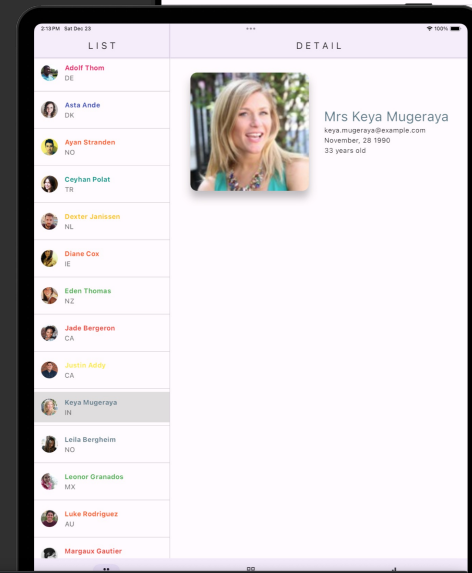 2:13 PM Sat Dec 23
100%
LIST
DETAIL
Adolf Thom
DE
Asta Ande
DK
Ayan Stranden
NO
Ceyhan Polat
TR
Dexter Janissen
NL
Diane Cox
IE
Eden Thomas
NZ
Jade Bergeron
CA
Justin Addy
CA
Keya Mugeraya
IN
Leila Bergheim
NO
Leonor Granados
MX
Luke Rodriguez
AU
Margaux Gautier
Mrs Keya Mugeraya
keya.mugeraya@example.com
November, 28 1990
33 years old